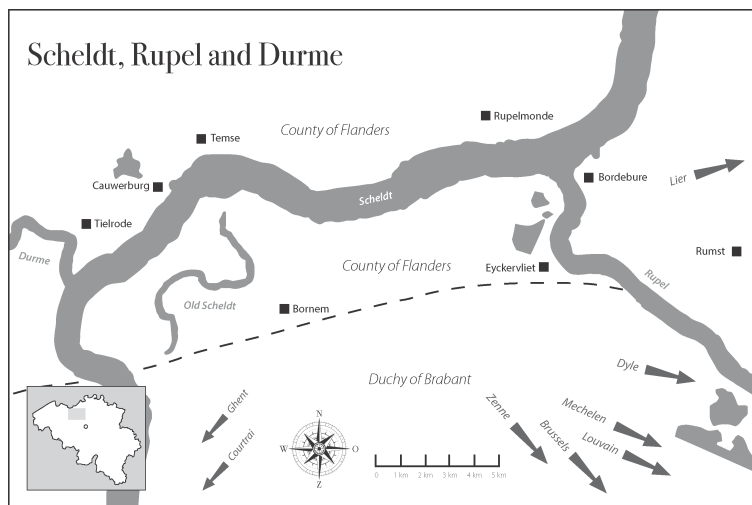 Scheldt, Rupel and Durme
Rupelmonde
County of Flanders
Temse
Bordebure
Lier
Cauwerburg
Scheldt
Tielrode
Durme
Rumst
County of Flanders
Eyckervliet
Rupel
Old Scheldt
Bornem
Dyle
Duchy of Brabant
Ghent
Zenne
Mechelen
Brussels
Louvain
Courtrai
N
W
O
Z
0 1 km 2 km 3 km 4 km 5 km